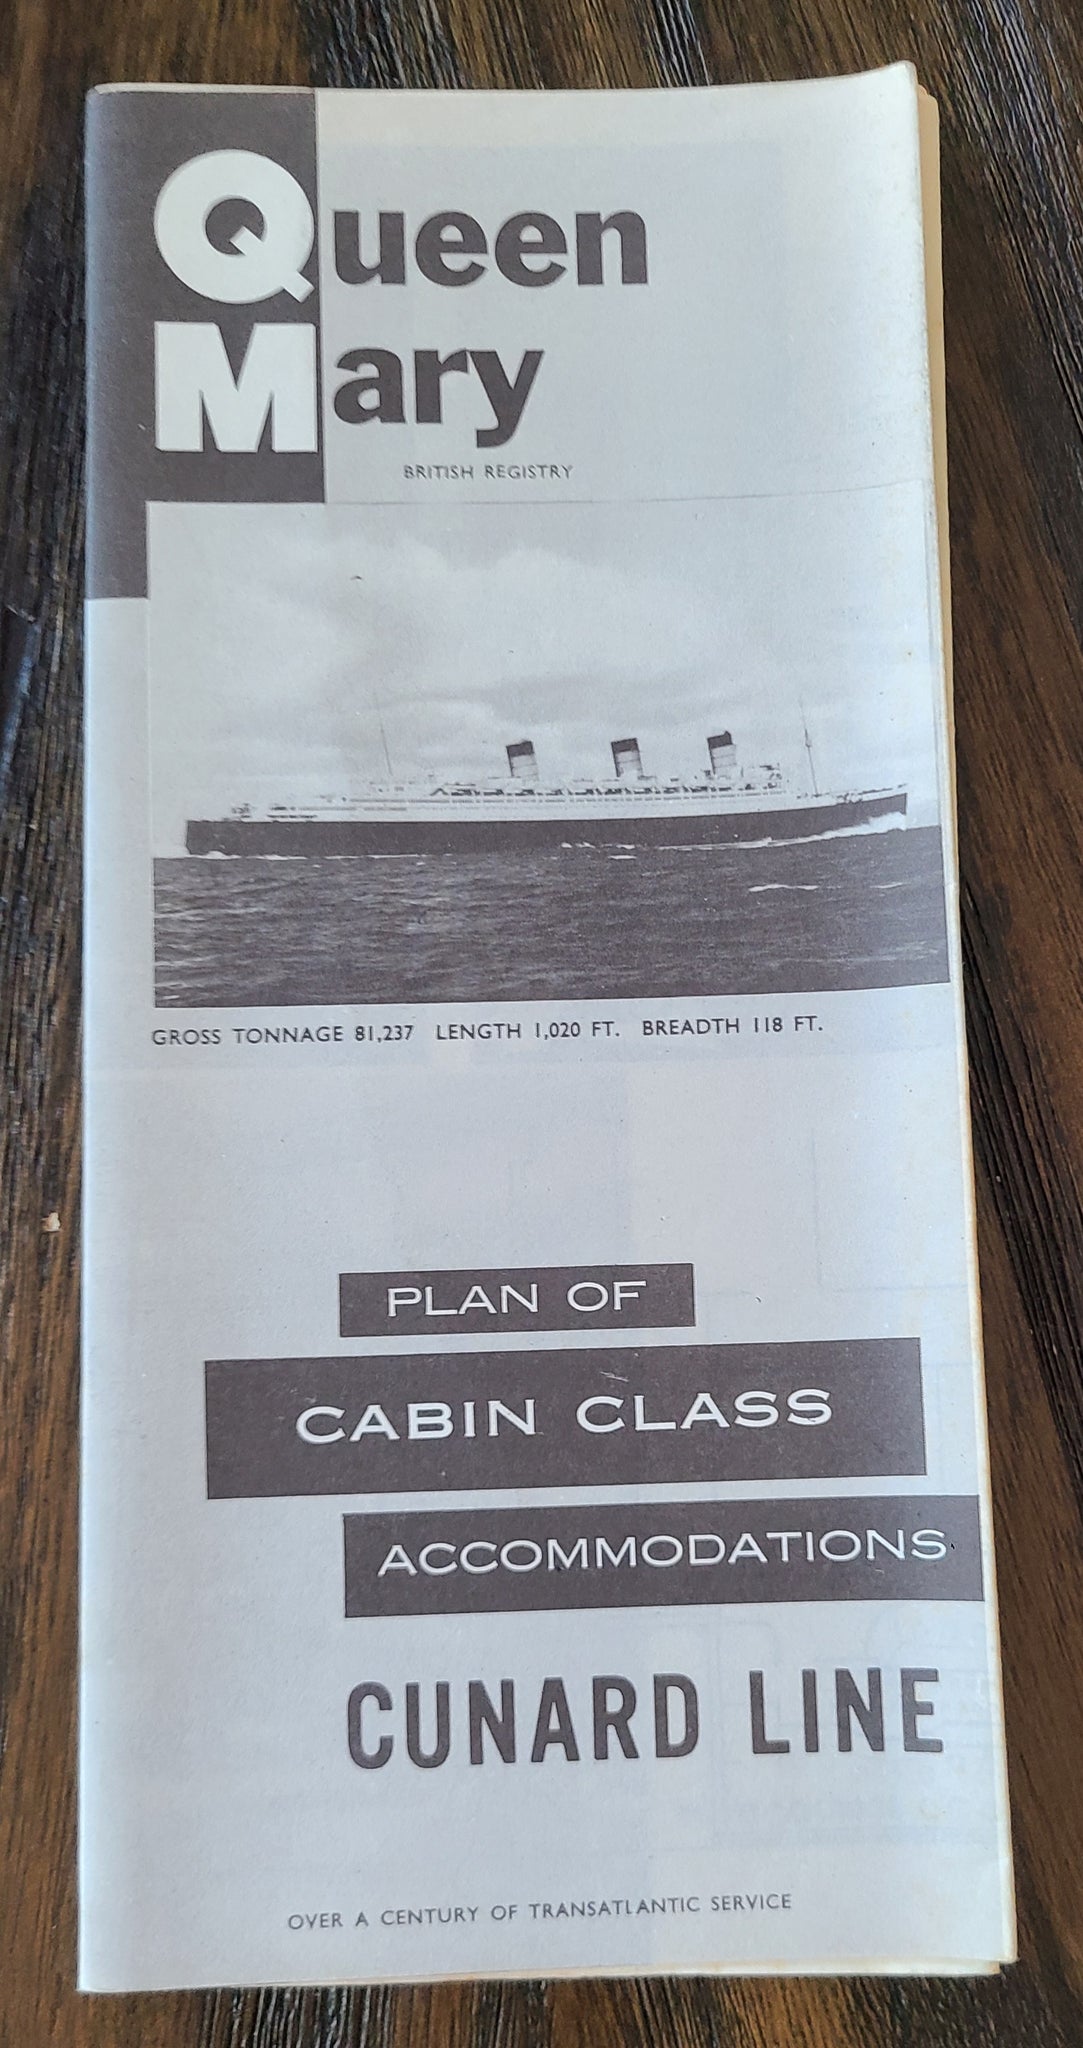 Queen
Mary
BRITISH REGISTRY
GROSS TONNAGE 81,237 LENGTH 1,020 FT. BREADTH 118 FT.
PLAN OF
CABIN CLASS
ACCOMMODATIONS
CUNARD LINE
OVER A CENTURY OF TRANSATLANTIC SERVICE